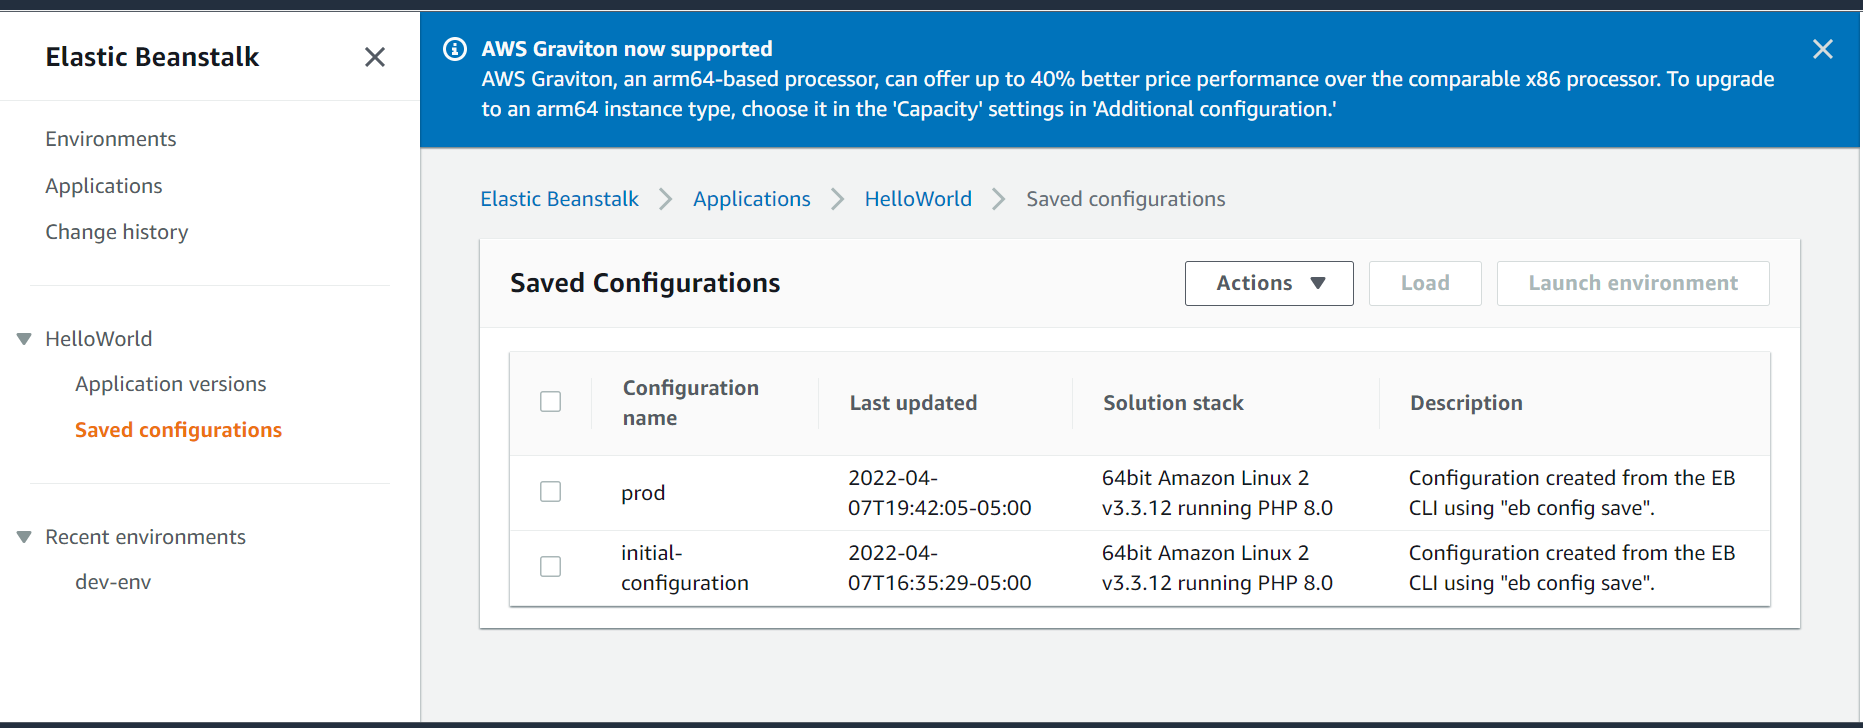 Elastic Beanstalk
Environments
Applications
Change history
HelloWorld
Application versions
Saved configurations
Recent environments
dev-env
AWS Graviton now supported
AWS Graviton, an arm64-based processor, can offer up to 40% better price performance over the comparable x86 processor. To upgrade
to an arm64 instance type, choose it in the 'Capacity' settings in 'Additional configuration.'
Elastic Beanstalk Applications HelloWorld Saved configurations
Saved Configurations Actions Load Launch environment
Configuration
name
Last updated
Solution stack
Description
prod
2022-04-
07T19:42:05-05:00
64bit Amazon Linux 2
v3.3.12 running PHP 8.0
Configuration created from the EB
CLI using "eb config save".
initial-
configuration
2022-04-
07T16:35:29-05:00
64bit Amazon Linux 2
v3.3.12 running PHP 8.0
Configuration created from the EB
CLI using "eb config save".